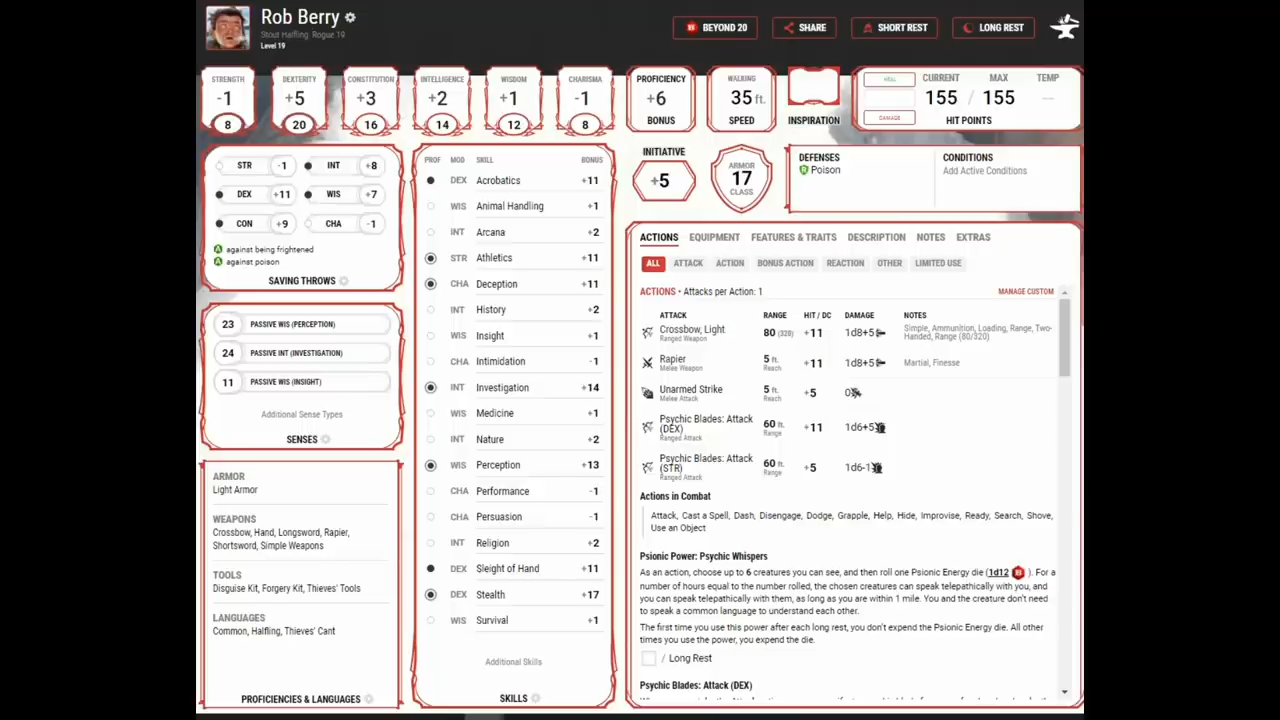 Rob Berry
Stout Halfling Rogue 19
Level 19
BEYOND 20
SHARE
SHORT REST
LONG REST
STRENGTH
-1
8
DEXTERITY
+5
20
CONSTITUTION
+3
16
INTELLIGENCE
+2
14
WISDOM
+1
12
CHARISMA
-1
8
PROFICIENCY
+6
BONUS
WALKING
35 ft.
SPEED
INSPIRATION
HEAL
DAMAGE
CURRENT MAX TEMP
155 / 155 --
HIT POINTS
STR -1 INT +8
DEX +11 WIS +7
CON +9 CHA -1
A against being frightened
A against poison
SAVING THROWS
23 PASSIVE WIS (PERCEPTION)
24 PASSIVE INT (INVESTIGATION)
11 PASSIVE WIS (INSIGHT)
Additional Sense Types
SENSES
ARMOR
Light Armor
WEAPONS
Crossbow, Hand, Longsword, Rapier,
Shortsword, Simple Weapons
TOOLS
Disguise Kit, Forgery Kit, Thieves' Tools
LANGUAGES
Common, Halfling, Thieves' Cant
PROFICIENCIES & LANGUAGES
PROF MOD SKILL BONUS
DEX Acrobatics +11
WIS Animal Handling +1
INT Arcana +2
STR Athletics +11
CHA Deception +11
INT History +2
WIS Insight +1
CHA Intimidation -1
INT Investigation +14
WIS Medicine +1
INT Nature +2
WIS Perception +13
CHA Performance -1
CHA Persuasion -1
INT Religion +2
DEX Sleight of Hand +11
DEX Stealth +17
WIS Survival +1
Additional Skills
SKILLS
INITIATIVE
+5
ARMOR
17
CLASS
DEFENSES
R Poison
CONDITIONS
Add Active Conditions
ACTIONS EQUIPMENT FEATURES & TRAITS DESCRIPTION NOTES EXTRAS
ALL ATTACK ACTION BONUS ACTION REACTION OTHER LIMITED USE
ACTIONS • Attacks per Action: 1 MANAGE CUSTOM
ATTACK RANGE HIT / DC DAMAGE NOTES
Crossbow, Light 80 (320) +11 1d8+5 Simple, Ammunition, Loading, Range, Two-
Ranged Weapon Handed, Range (80/320)
Rapier 5 ft. +11 1d8+5 Martial, Finesse
Melee Weapon Reach
Unarmed Strike 5 ft. +5 0
Melee Attack Reach
Psychic Blades: Attack 60 ft. +11 1d6+5
(DEX) Range
Ranged Attack
Psychic Blades: Attack 60 ft. +5 1d6-1
(STR) Range
Ranged Attack
Actions in Combat
Attack, Cast a Spell, Dash, Disengage, Dodge, Grapple, Help, Hide, Improvise, Ready, Search, Shove,
Use an Object
Psionic Power: Psychic Whispers
As an action, choose up to 6 creatures you can see, and then roll one Psionic Energy die (1d12 ). For a
number of hours equal to the number rolled, the chosen creatures can speak telepathically with you, and
you can speak telepathically with them, as long as you are within 1 mile. You and the creature don't need
to speak a common language to understand each other.
The first time you use this power after each long rest, you don't expend the Psionic Energy die. All other
times you use the power, you expend the die.
/ Long Rest
Psychic Blades: Attack (DEX)